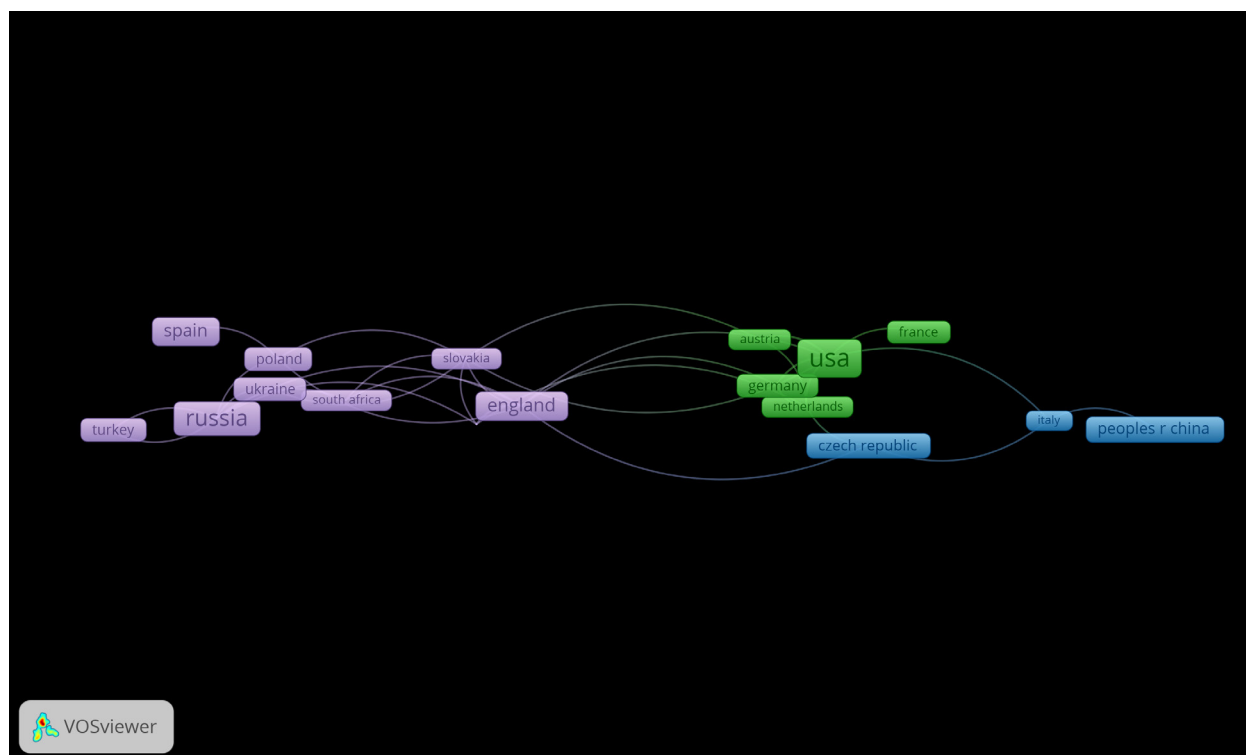 spain
poland
slovakia
ukraine
south africa
russia
turkey
england
austria
usa
france
germany
netherlands
czech republic
italy
peoples r china
VOSviewer